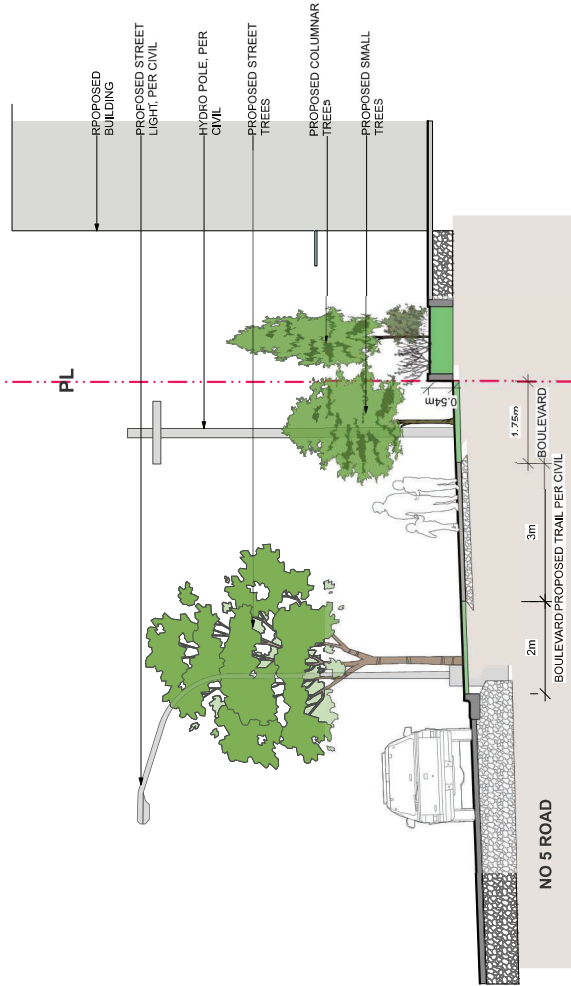 RPOPOSED
BUILDING
PROPOSED STREET
LIGHT, PER CIVIL
HYDRO POLE, PER
CIVIL
PROPOSED STREET
TREES
PROPOSED COLUMNAR
TREES
PROPOSED SMALL
TREES
PL
0.54m
1.75m
BOULEVARD
3m
PROPOSED TRAIL PER CIVIL
2m
BOULEVARD
NO 5 ROAD